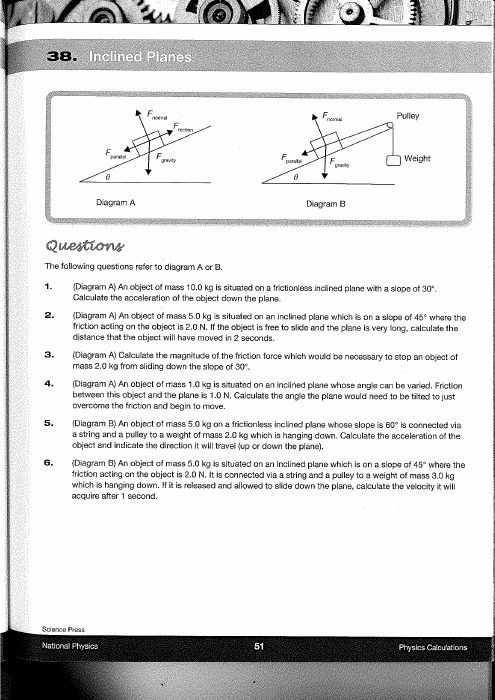 38. Inclined Planes
F normal
F friction
F parallel
F gravity
θ
Diagram A
F normal
Pulley
F parallel
F gravity
Weight
θ
Diagram B
Questions
The following questions refer to diagram A or B.
1. (Diagram A) An object of mass 10.0 kg is situated on a frictionless inclined plane with a slope of 30°.
Calculate the acceleration of the object down the plane.
2. (Diagram A) An object of mass 5.0 kg is situated on an inclined plane which is on a slope of 45° where the
friction acting on the object is 2.0 N. If the object is free to slide and the plane is very long, calculate the
distance that the object will have moved in 2 seconds.
3. (Diagram A) Calculate the magnitude of the friction force which would be necessary to stop an object of
mass 2.0 kg from sliding down the slope of 30°.
4. (Diagram A) An object of mass 1.0 kg is situated on an inclined plane whose angle can be varied. Friction
between this object and the plane is 1.0 N. Calculate the angle the plane would need to be tilted to just
overcome the friction and begin to move.
5. (Diagram B) An object of mass 5.0 kg on a frictionless inclined plane whose slope is 60° is connected via
a string and a pulley to a weight of mass 2.0 kg which is hanging down. Calculate the acceleration of the
object and indicate the direction it will travel (up or down the plane).
6. (Diagram B) An object of mass 5.0 kg is situated on an inclined plane which is on a slope of 45° where the
friction acting on the object is 2.0 N. It is connected via a string and a pulley to a weight of mass 3.0 kg
which is hanging down. If it is released and allowed to slide down the plane, calculate the velocity it will
acquire after 1 second.
Science Press
National Physics
51
Physics Calculations